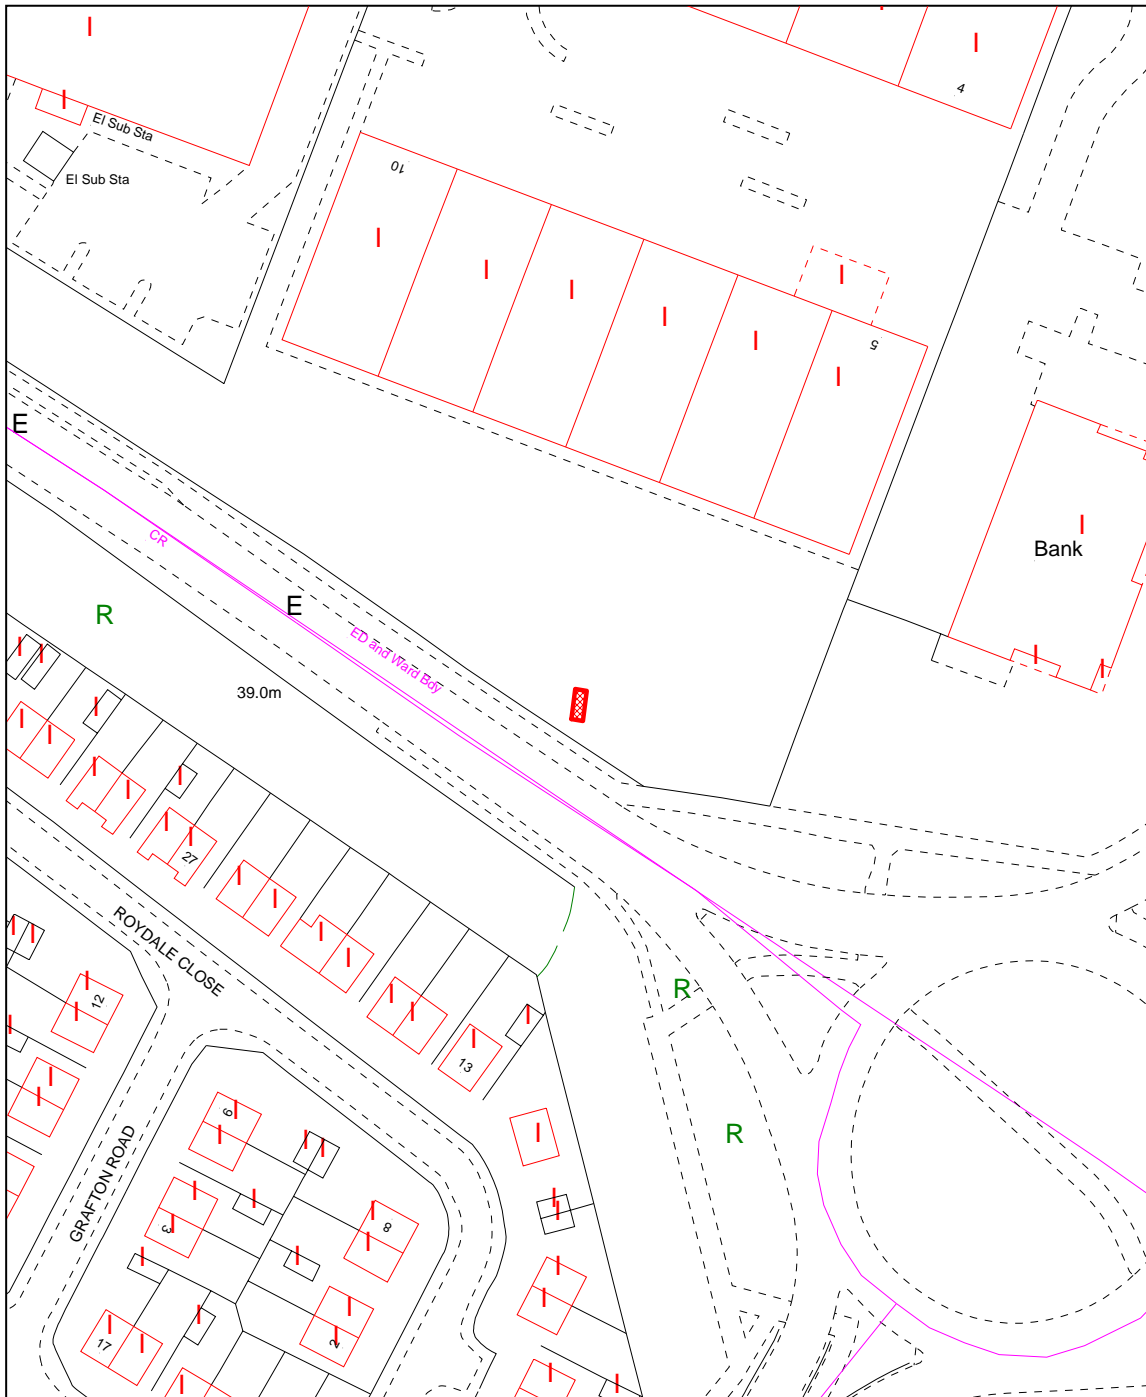 4
El Sub Sta
10
El Sub Sta
5
E
CR
Bank
E
R
ED and Ward Bdy
39.0m
27
ROYDALE CLOSE
R
12
13
6
R
GRAFTON ROAD
3
8
17
2